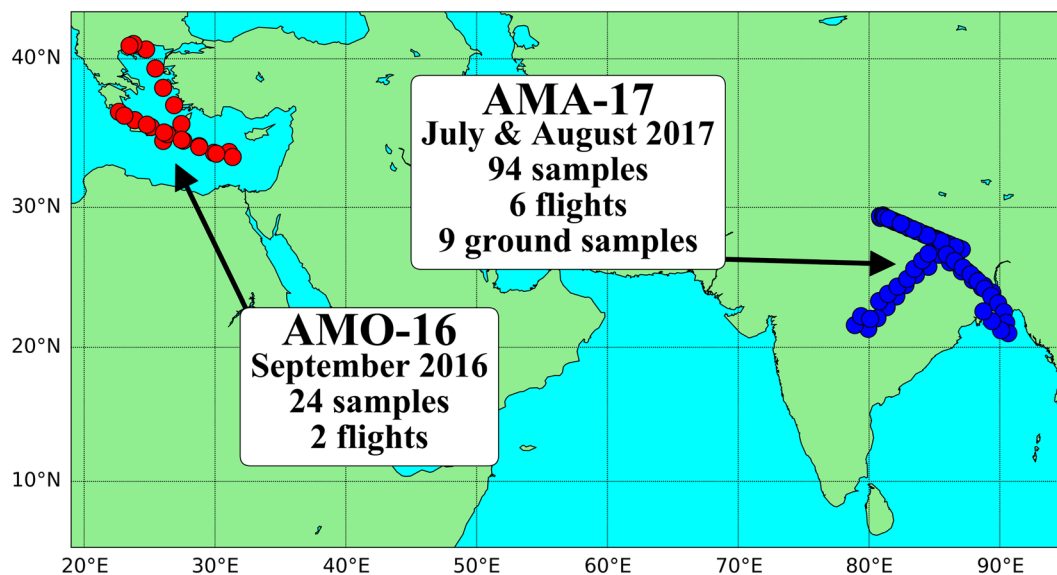 40°N
30°N
20°N
10°N
AMA-17
July & August 2017
94 samples
6 flights
9 ground samples
AMO-16
September 2016
24 samples
2 flights
20°E
30°E
40°E
50°E
60°E
70°E
80°E
90°E